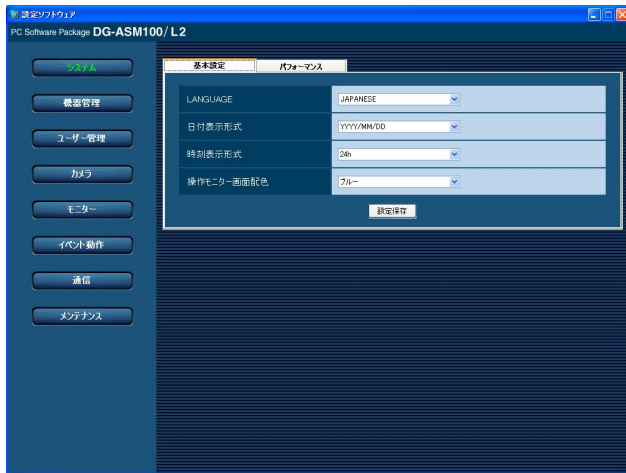 設定ソフトウェア
PC Software Package DG-ASM100/L2
システム
機器管理
ユーザー管理
カメラ
モニター
イベント動作
通信
メンテナンス
基本設定 パフォーマンス
LANGUAGE JAPANESE
日付表示形式 YYYY/MM/DD
時刻表示形式 24h
操作モニター画面配色 ブルー
設定保存